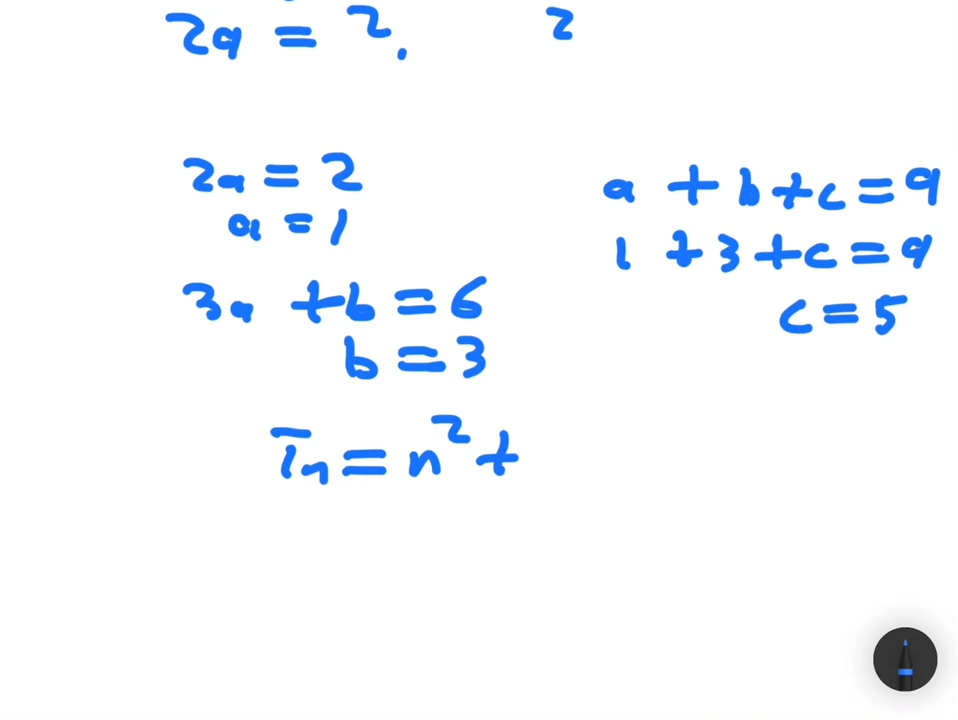 2a = 2.
2
2a = 2
a = 1
3a + b = 6
b = 3
a + b + c = 9
1 + 3 + c = 9
c = 5
Tn = n² +